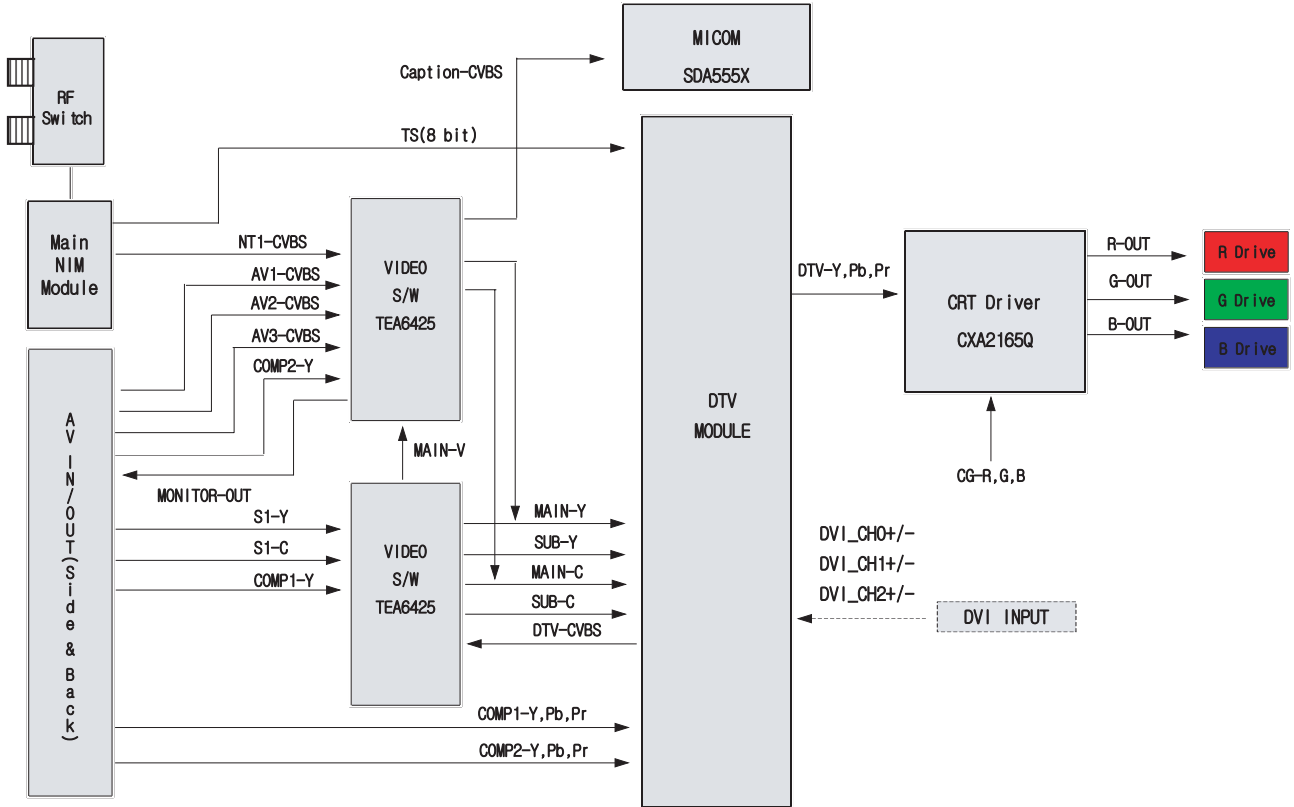 MICOM
SDA555X
RF
Switch
Caption-CVBS
TS(8 bit)
Main
NIM
Module
NT1-CVBS
AV1-CVBS
AV2-CVBS
AV3-CVBS
COMP2-Y
VIDEO
S/W
TEA6425
MONITOR-OUT
MAIN-V
AV IN/OUT(Side & Back)
S1-Y
S1-C
COMP1-Y
VIDEO
S/W
TEA6425
MAIN-Y
SUB-Y
MAIN-C
SUB-C
DTV-CVBS
COMP1-Y,Pb,Pr
COMP2-Y,Pb,Pr
DTV
MODULE
DTV-Y,Pb,Pr
CRT Driver
CXA2165Q
R-OUT
G-OUT
B-OUT
R Drive
G Drive
B Drive
CG-R,G,B
DVI_CH0+/-
DVI_CH1+/-
DVI_CH2+/-
DVI INPUT